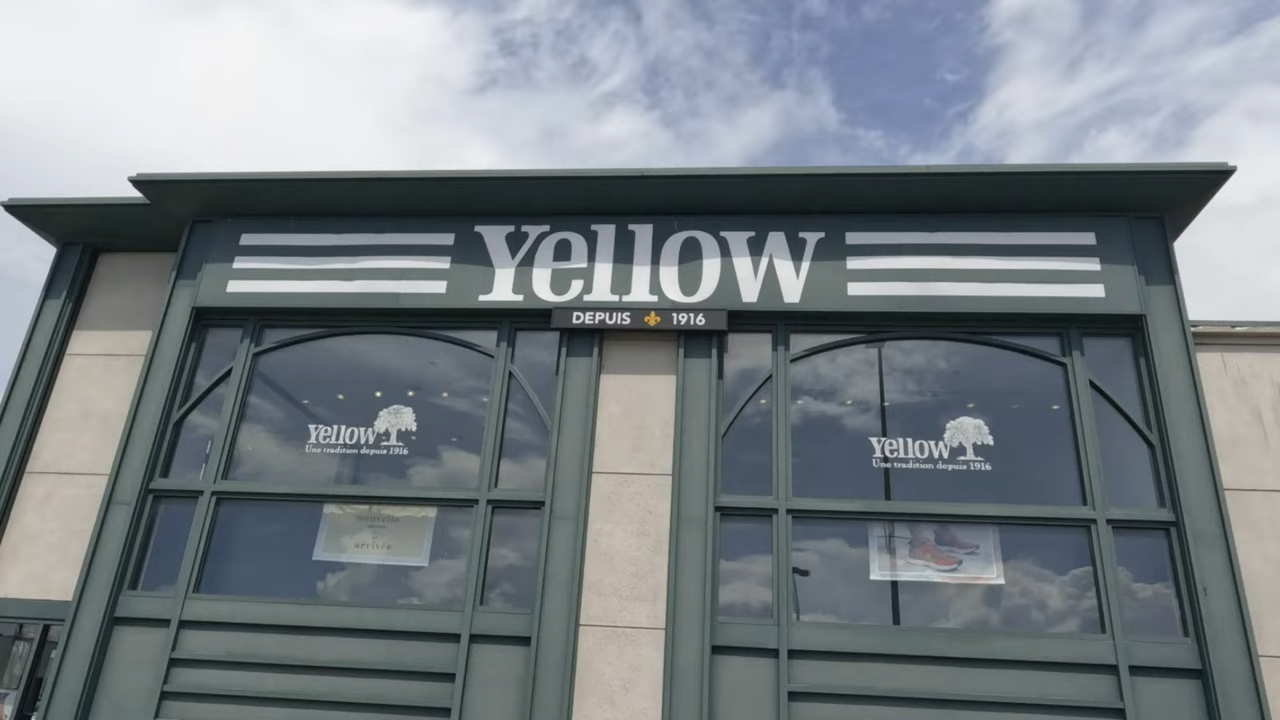 Yellow
DEPUIS 1916
Yellow
Une tradition depuis 1916
Yellow
Une tradition depuis 1916
nouvelle
arrivée